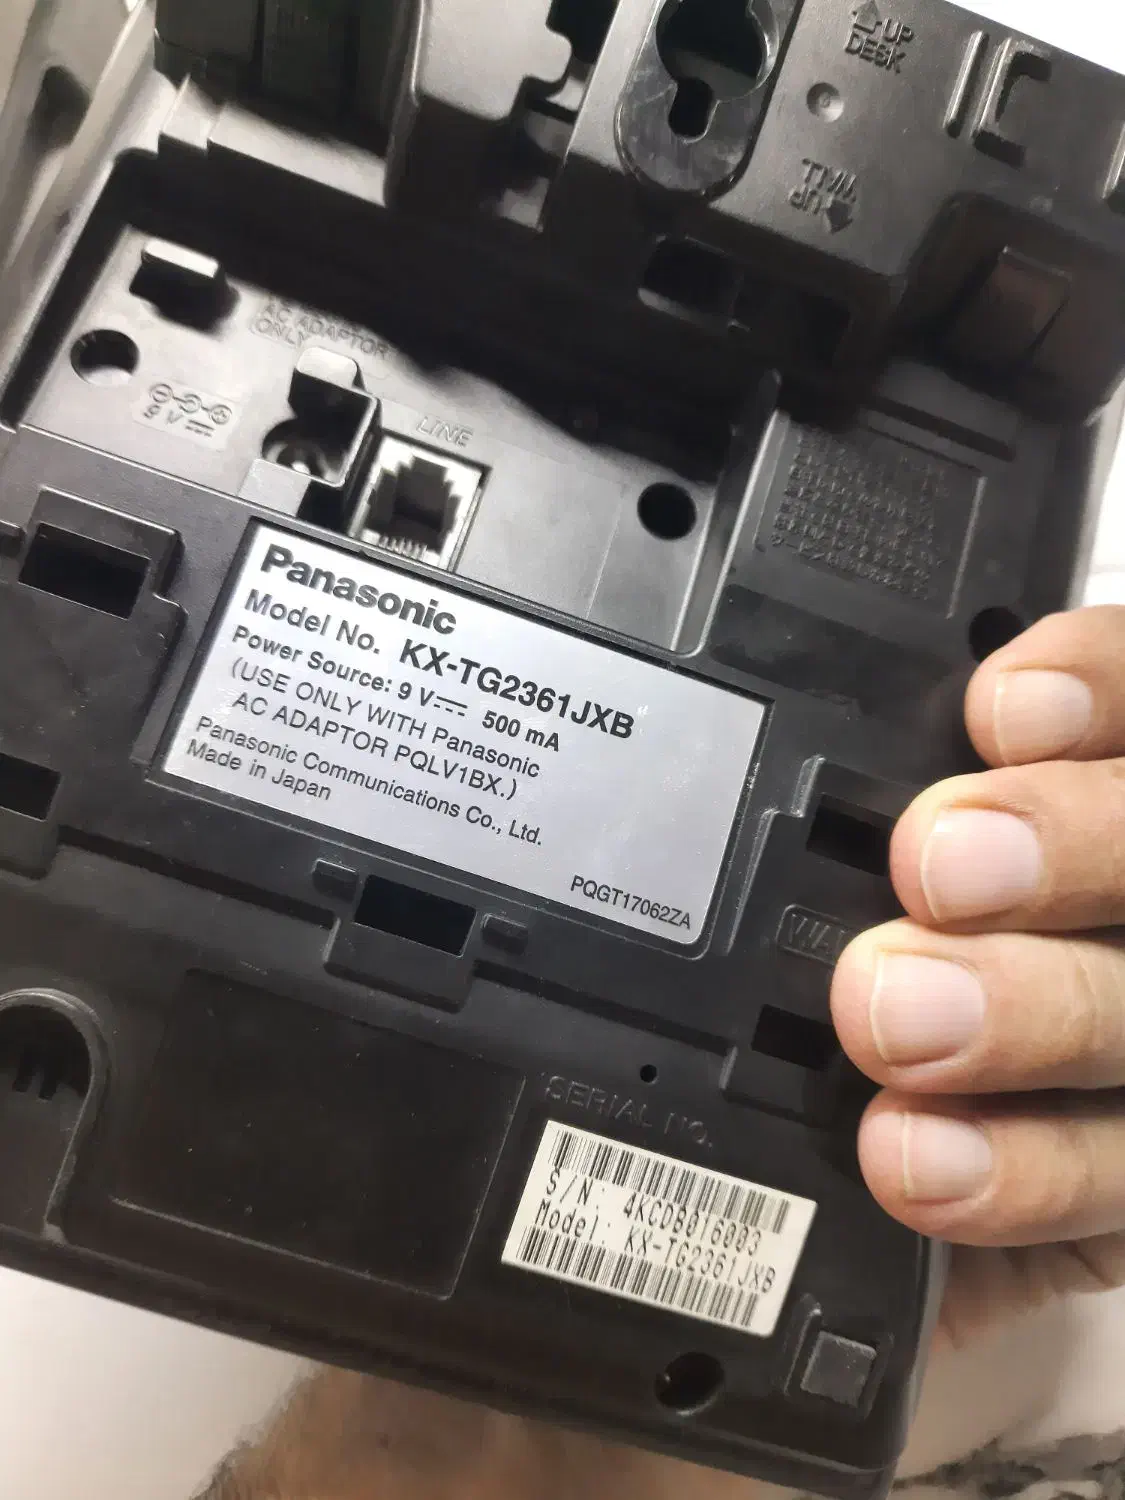 UP
DESK
WALL
UP
AC ADAPTOR
ONLY
9 V
LINE
Panasonic
Model No. KX-TG2361JXB
Power Source: 9 V 500 mA
(USE ONLY WITH Panasonic
AC ADAPTOR PQLV1BX.)
Panasonic Communications Co., Ltd.
Made in Japan
PQGT17062ZA
SERIAL NO.
S/N: 4KCDB016003
Model: KX-TG2361JXB